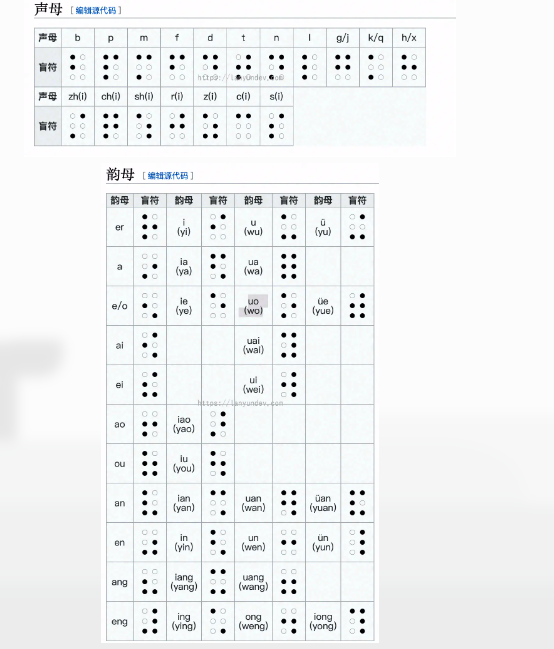 声母 [编辑源代码]
声母 b p m f d t n l g/j k/q h/x
盲符
https://lanyundev.com
声母 zh(i) ch(i) sh(i) r(i) z(i) c(i) s(i)
盲符
韵母 [编辑源代码]
韵母 盲符 韵母 盲符 韵母 盲符 韵母 盲符
er i (yi) u (wu) ü (yu)
a ia (ya) ua (wa)
e/o ie (ye) uo (wo) üe (yue)
ai uai (wai)
ei ui (wei)
https://lanyundev.com
ao iao (yao)
ou iu (you)
an ian (yan) uan (wan) üan (yuan)
en in (yin) un (wen) ün (yun)
ang iang (yang) uang (wang)
eng ing (ying) ong (weng) iong (yong)